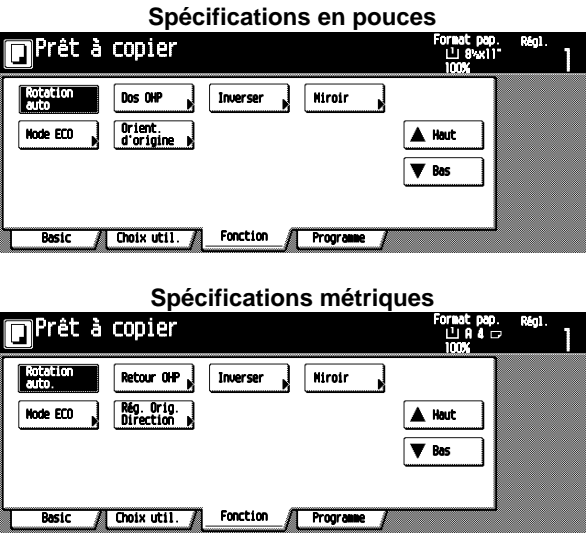 Spécifications en pouces
Prêt à copier
Format pap.
8½x11"
100%
Régl.
1
Rotation
auto
Dos OHP
Inverser
Miroir
Mode ECO
Orient.
d'origine
Haut
Bas
Basic
Choix util.
Fonction
Programme
Spécifications métriques
Prêt à copier
Format pap.
A 4
100%
Régl.
1
Rotation
auto.
Retour OHP
Inverser
Miroir
Mode ECO
Rég. Orig.
Direction
Haut
Bas
Basic
Choix util.
Fonction
Programme